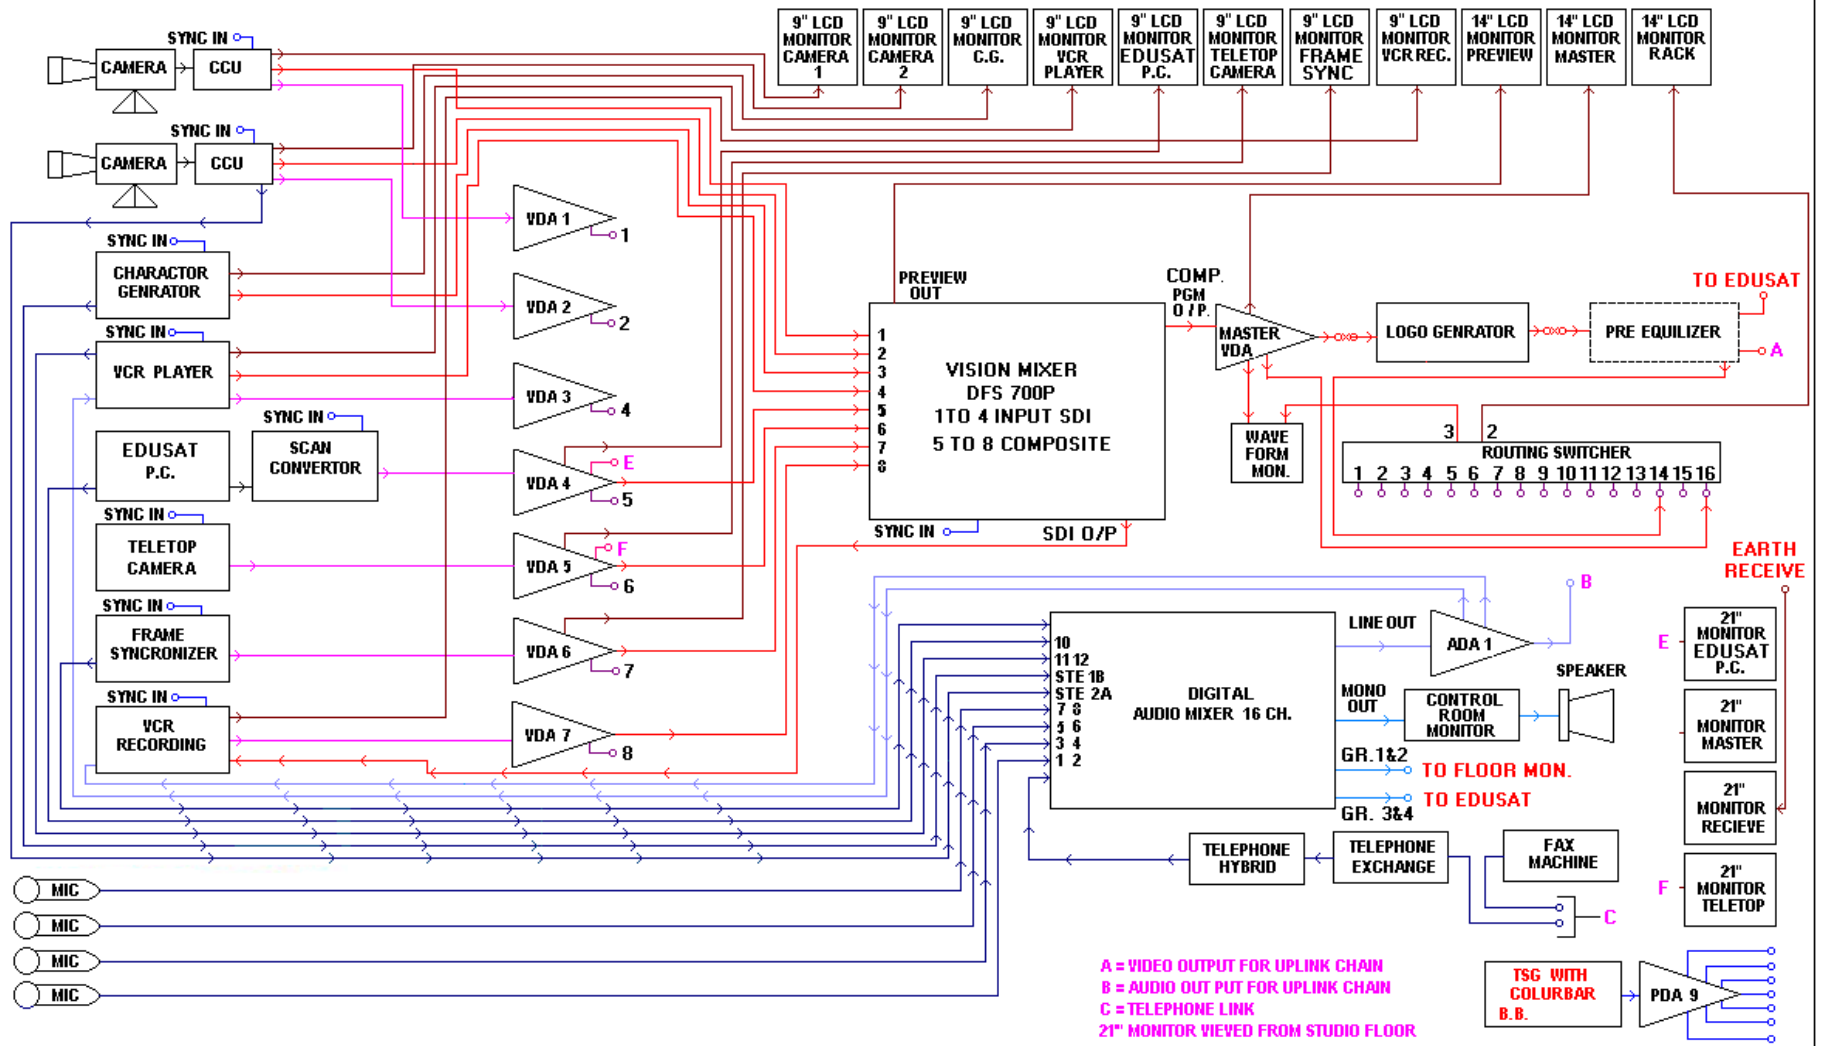 9" LCD
MONITOR
CAMERA
1
9" LCD
MONITOR
CAMERA
2
9" LCD
MONITOR
C.G.
9" LCD
MONITOR
VCR
PLAYER
9" LCD
MONITOR
EDUSAT
P.C.
9" LCD
MONITOR
TELETOP
CAMERA
9" LCD
MONITOR
FRAME
SYNC
9" LCD
MONITOR
VCR REC.
14" LCD
MONITOR
PREVIEW
14" LCD
MONITOR
MASTER
14" LCD
MONITOR
RACK
SYNC IN
CAMERA
CCU
SYNC IN
CAMERA
CCU
SYNC IN
CHARACTOR
GENRATOR
SYNC IN
VCR PLAYER
EDUSAT
P.C.
SYNC IN
SCAN
CONVERTOR
SYNC IN
TELETOP
CAMERA
SYNC IN
FRAME
SYNCRONIZER
SYNC IN
VCR
RECORDING
VDA 1
1
VDA 2
2
VDA 3
4
VDA 4
E
5
VDA 5
F
6
VDA 6
7
VDA 7
8
PREVIEW
OUT
1
2
3
4
5
6
7
8
VISION MIXER
DFS 700P
1TO 4 INPUT SDI
5 TO 8 COMPOSITE
SYNC IN
SDI O/P
COMP.
PGM
O / P.
MASTER
VDA
LOGO GENRATOR
PRE EQUILIZER
TO EDUSAT
A
WAVE
FORM
MON.
3 2
ROUTING SWITCHER
1 2 3 4 5 6 7 8 9 10 11 12 13 14 15 16
EARTH
RECEIVE
10
11 12
STE 1B
STE 2A
7 8
5 6
3 4
1 2
DIGITAL
AUDIO MIXER 16 CH.
LINE OUT
ADA 1
B
MONO
OUT
CONTROL
ROOM
MONITOR
SPEAKER
GR.1&2
TO FLOOR MON.
TO EDUSAT
GR. 3&4
TELEPHONE
HYBRID
TELEPHONE
EXCHANGE
FAX
MACHINE
C
E
21"
MONITOR
EDUSAT
P.C.
21"
MONITOR
MASTER
21"
MONITOR
RECIEVE
F
21"
MONITOR
TELETOP
MIC
MIC
MIC
MIC
A = VIDEO OUTPUT FOR UPLINK CHAIN
B = AUDIO OUT PUT FOR UPLINK CHAIN
C = TELEPHONE LINK
21"' MONITOR VIEVED FROM STUDIO FLOOR
TSG WITH
COLURBAR
B.B.
PDA 9